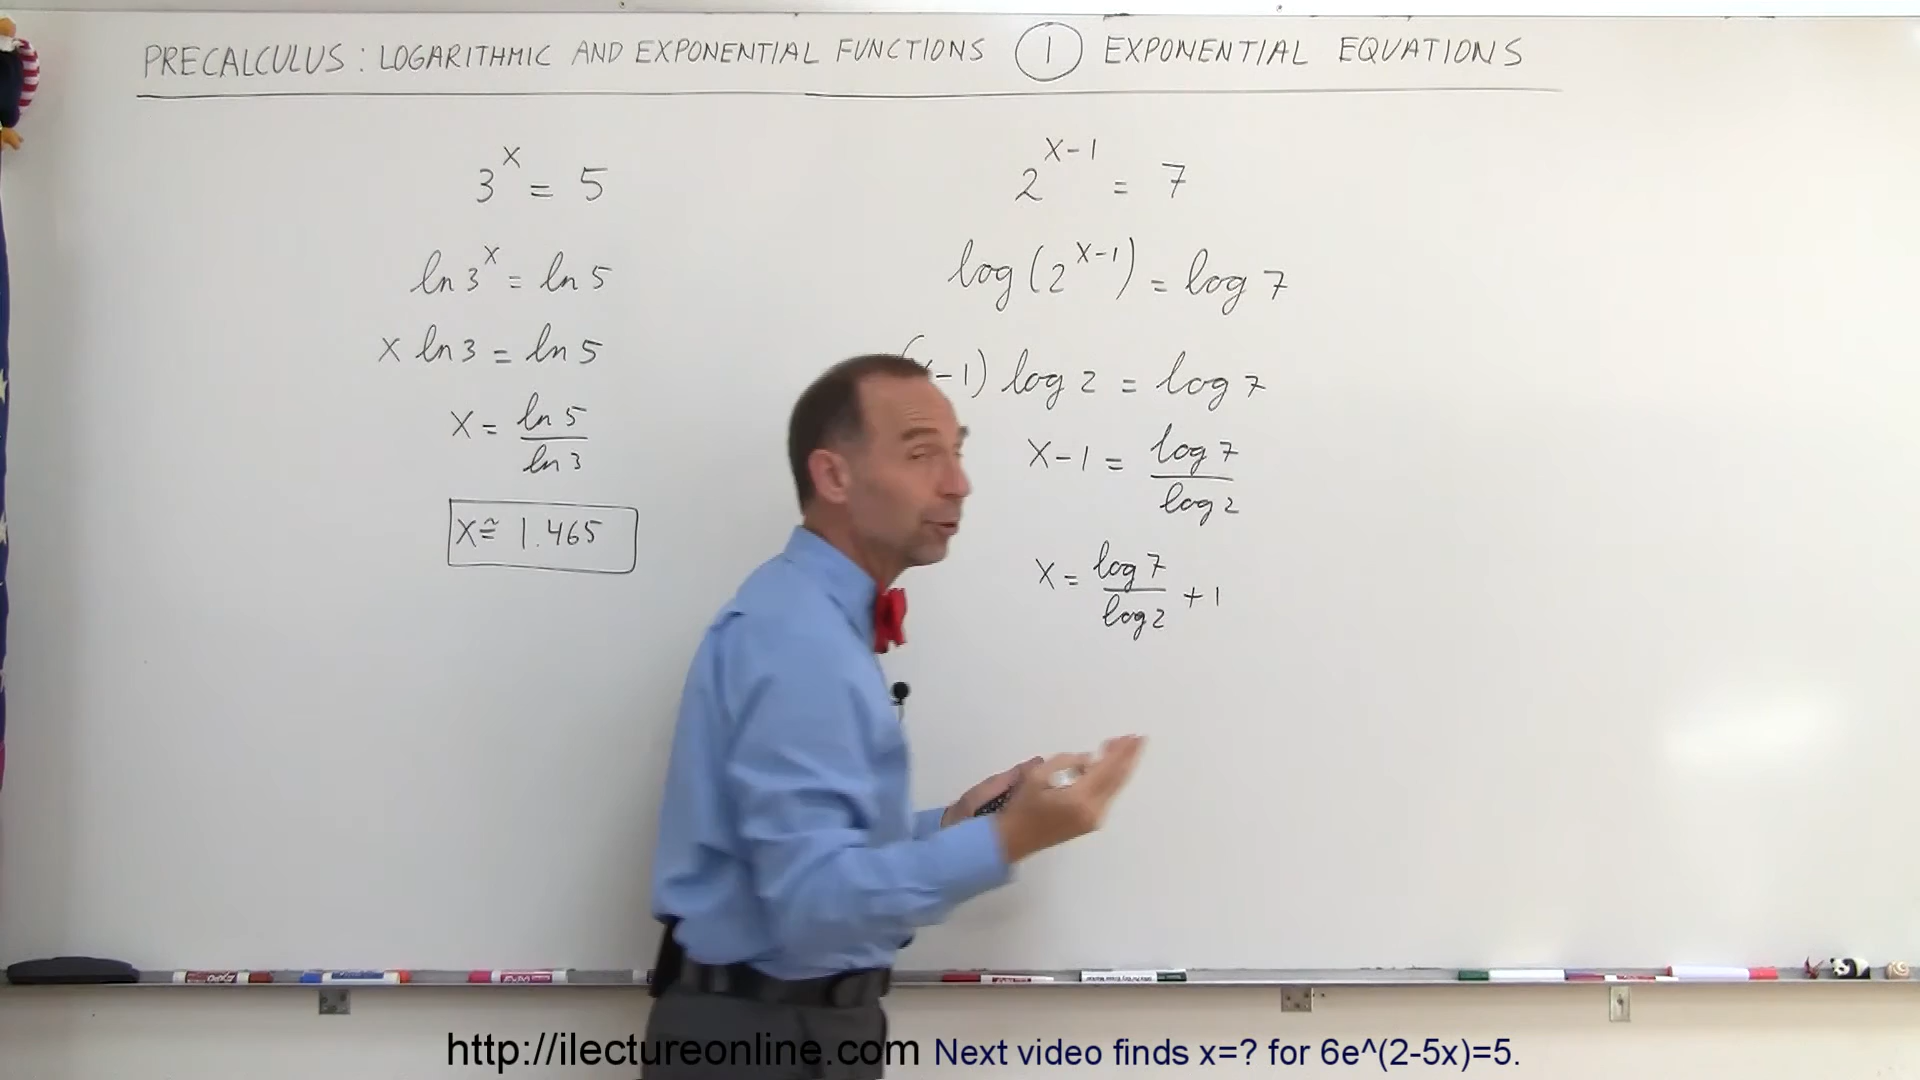 PRECALCULUS: LOGARITHMIC AND EXPONENTIAL FUNCTIONS 1 EXPONENTIAL EQUATIONS
3^x = 5
ln 3^x = ln 5
x ln 3 = ln 5
x = ln 5 / ln 3
x ≅ 1.465
2^(x-1) = 7
log (2^(x-1)) = log 7
-1) log 2 = log 7
x-1 = log 7 / log 2
x = log 7 / log 2 + 1
EXPO
http://ilectureonline.com Next video finds x=? for 6e^(2-5x)=5.